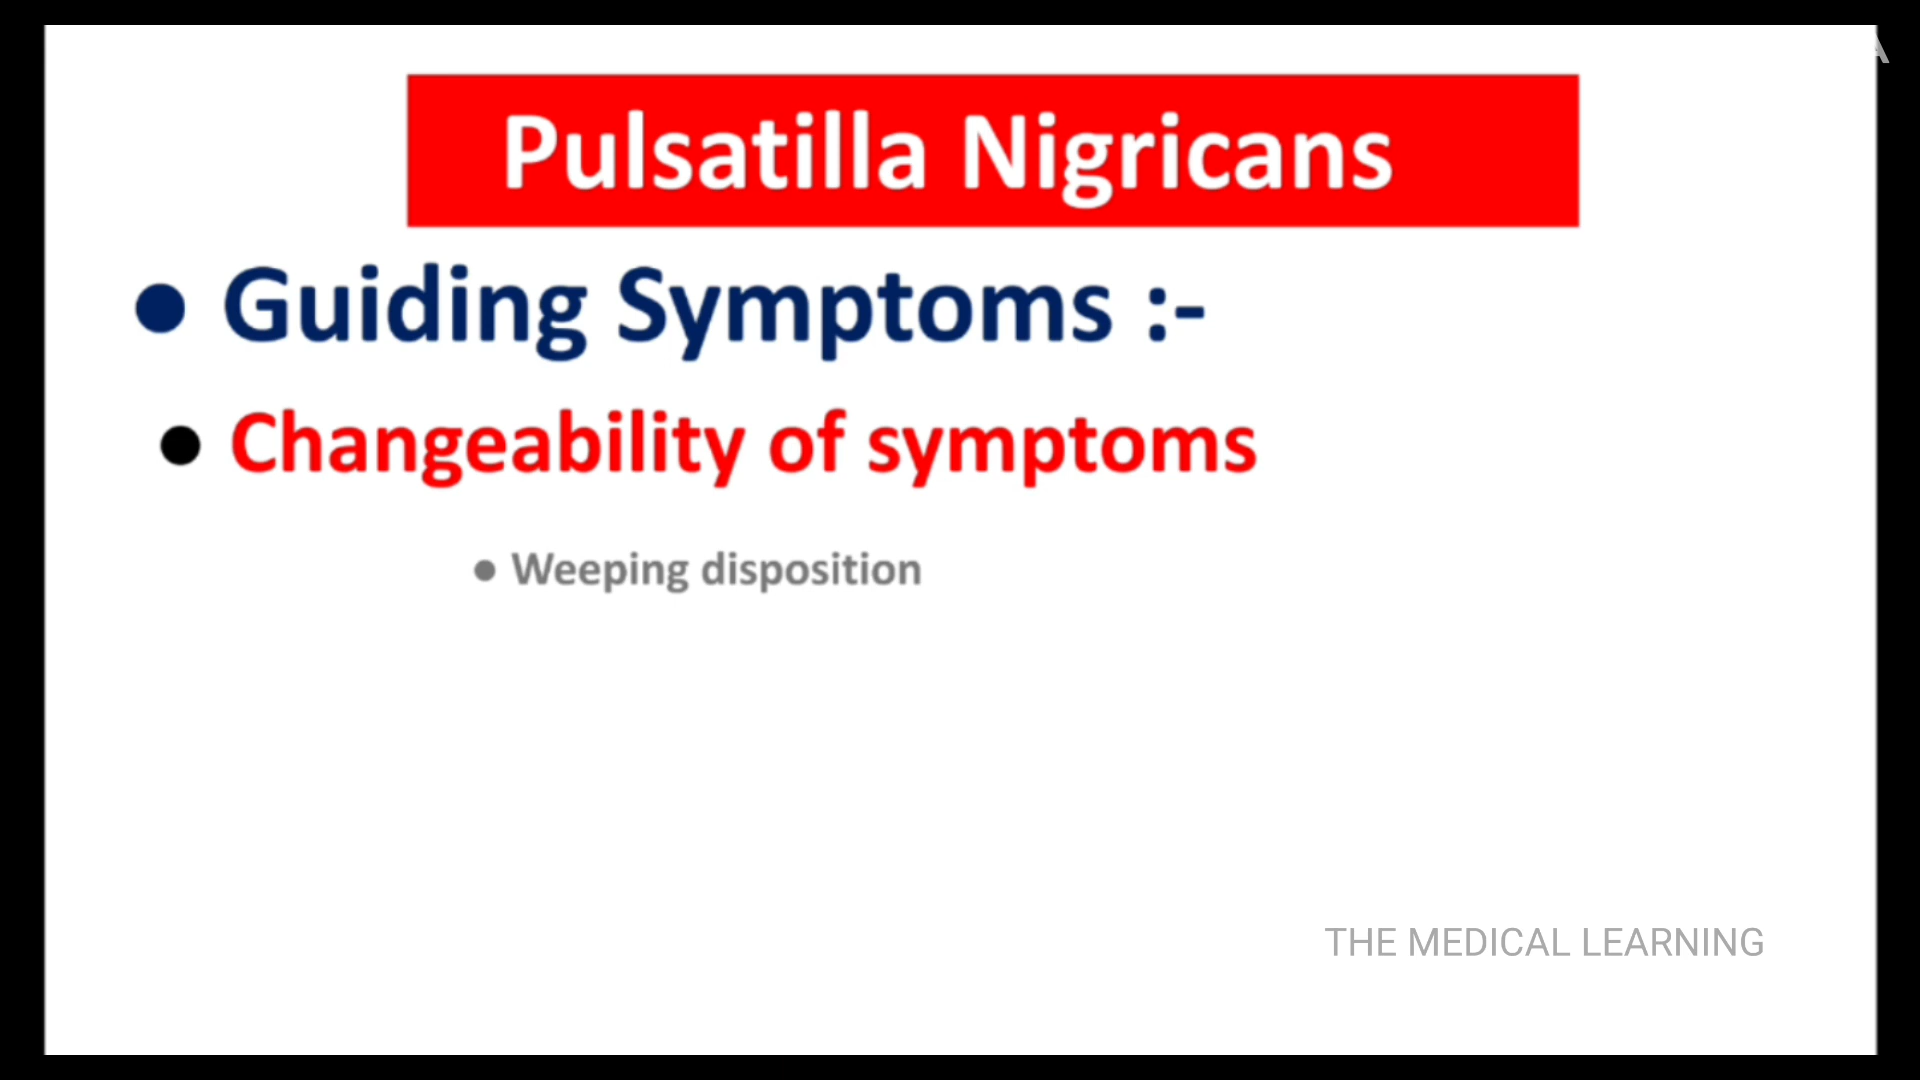 Pulsatilla Nigricans
● Guiding Symptoms :-
● Changeability of symptoms
● Weeping disposition
THE MEDICAL LEARNING